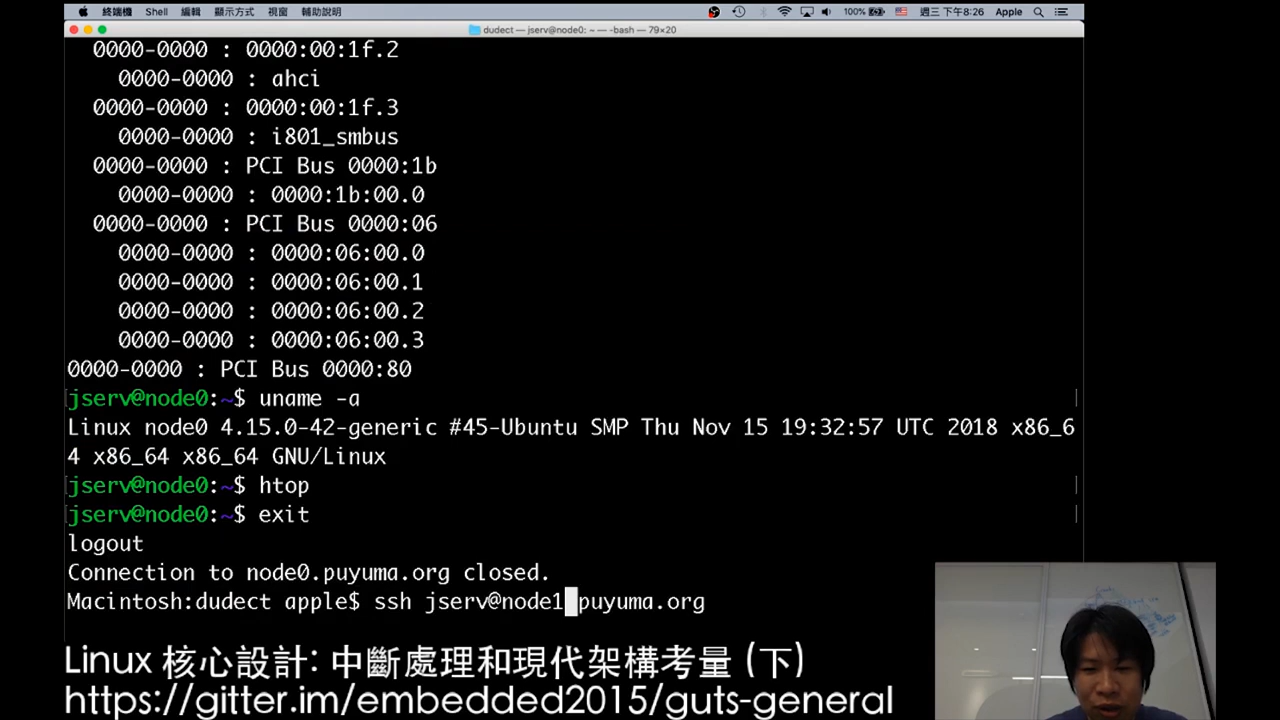 終端機 Shell 編輯 顯示方式 視窗 輔助說明 100% 週三 下午8:26 Apple
dudect — jserv@node0: ~ — -bash — 79×20
0000-0000 : 0000:00:1f.2
0000-0000 : ahci
0000-0000 : 0000:00:1f.3
0000-0000 : i801_smbus
0000-0000 : PCI Bus 0000:1b
0000-0000 : 0000:1b:00.0
0000-0000 : PCI Bus 0000:06
0000-0000 : 0000:06:00.0
0000-0000 : 0000:06:00.1
0000-0000 : 0000:06:00.2
0000-0000 : 0000:06:00.3
0000-0000 : PCI Bus 0000:80
jserv@node0:~$ uname -a
Linux node0 4.15.0-42-generic #45-Ubuntu SMP Thu Nov 15 19:32:57 UTC 2018 x86_6
4 x86_64 x86_64 GNU/Linux
jserv@node0:~$ htop
jserv@node0:~$ exit
logout
Connection to node0.puyuma.org closed.
Macintosh:dudect apple$ ssh jserv@node1 puyuma.org
Linux 核心設計: 中斷處理和現代架構考量 (下)
https://gitter.im/embedded2015/guts-general